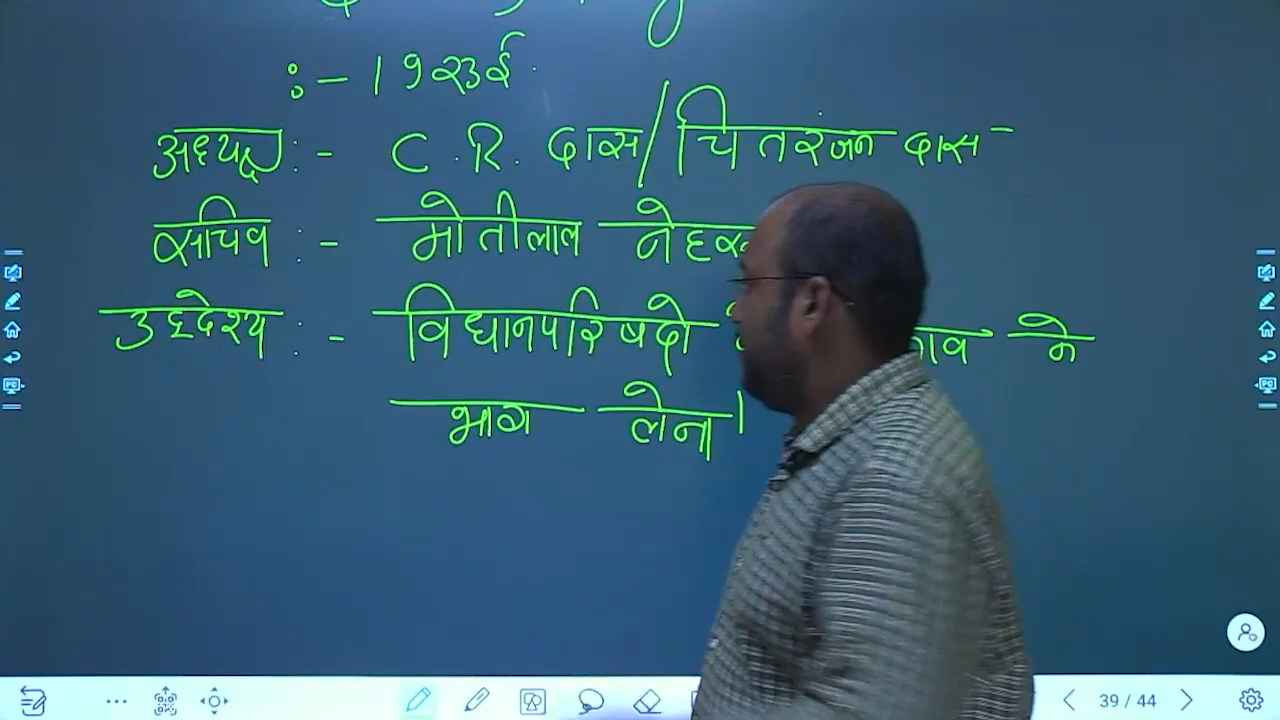 :- 1923ई
अध्यक्ष :- C.R. दास/चितरंजन दास
सचिव :- मोतीलाल नेहरू
उद्देश्य :- विधानपरिषदो के
भाग लेना।
39 / 44